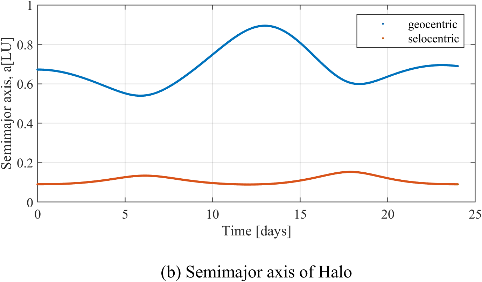 1
0.8
0.6
0.4
0.2
0
Semimajor axis, a[LU]
geocentric
selocentric
0 5 10 15 20 25
Time [days]
(b) Semimajor axis of Halo